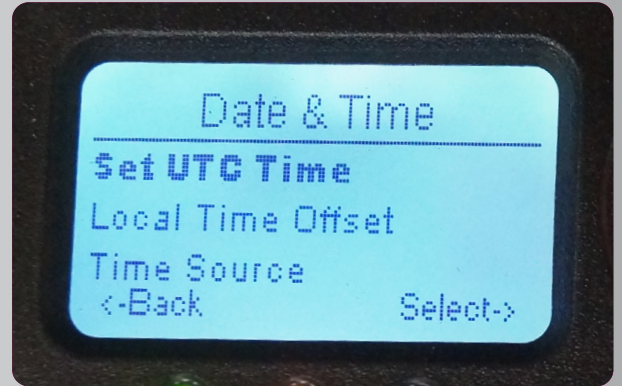 Date & Time
Set UTC Time
Local Time Offset
Time Source
<-Back Select->